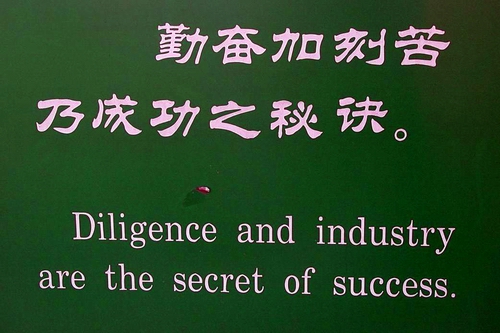 勤奋加刻苦
乃成功之秘诀。
Diligence and industry
are the secret of success.